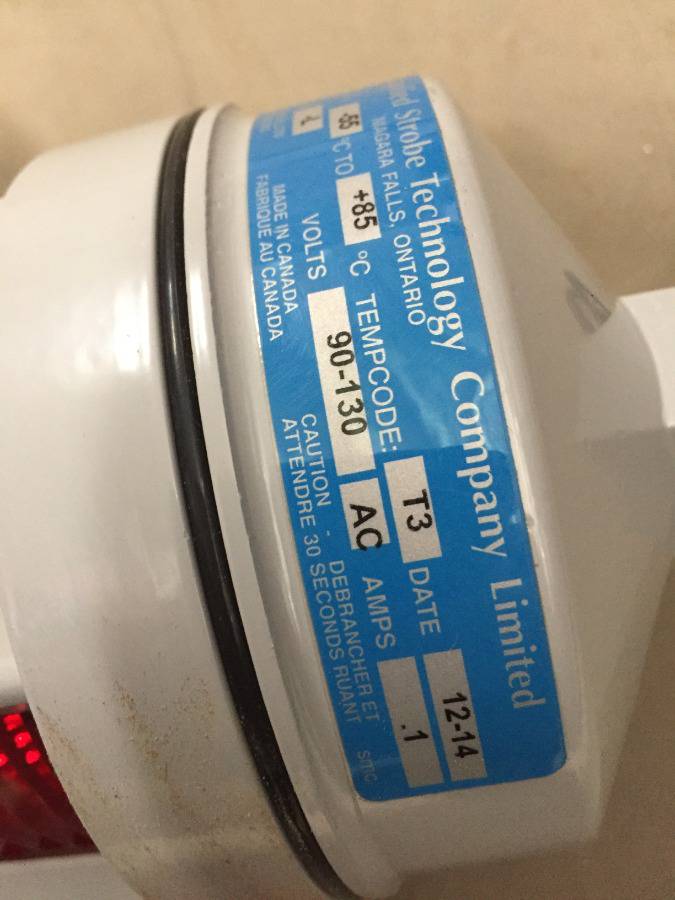 Strobe Technology Company Limited
NIAGARA FALLS, ONTARIO
-55 °C TO +85 °C TEMPCODE: T3 DATE 12-14
VOLTS 90-130 AC AMPS .1
MADE IN CANADA
FABRIQUE AU CANADA
CAUTION - DEBRANCHER ET
ATTENDRE 30 SECONDS RUANT